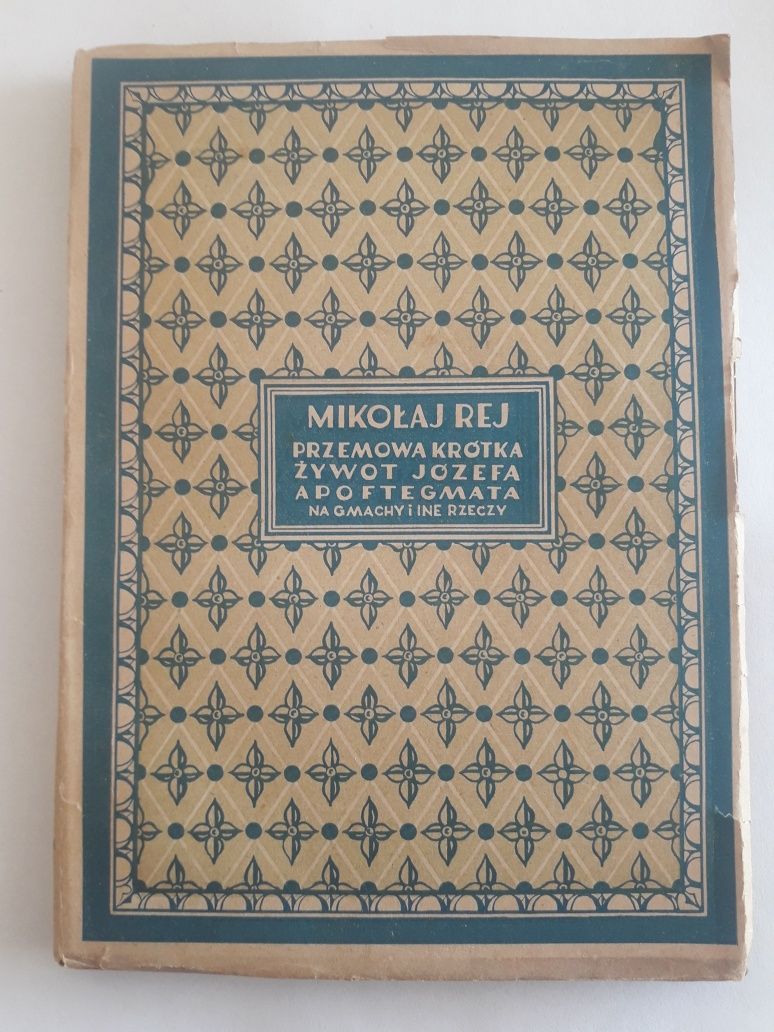 MIKOŁAJ REJ
PRZEMOWA KRÓTKA
ŻYWOT JÓZEFA
APOFTEGMATA
NA GMACHY i INE RZECZY